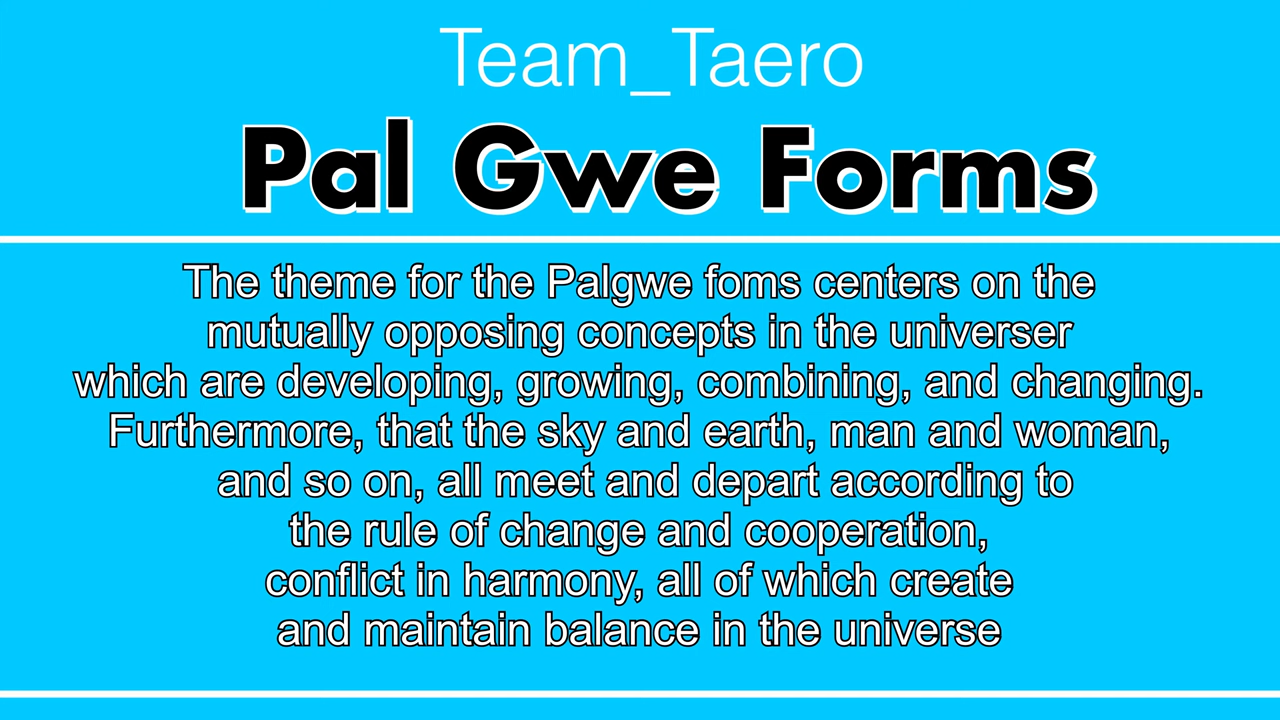 Team_Taero
Pal Gwe Forms
The theme for the Palgwe foms centers on the
mutually opposing concepts in the universer
which are developing, growing, combining, and changing.
Furthermore, that the sky and earth, man and woman,
and so on, all meet and depart according to
the rule of change and cooperation,
conflict in harmony, all of which create
and maintain balance in the universe